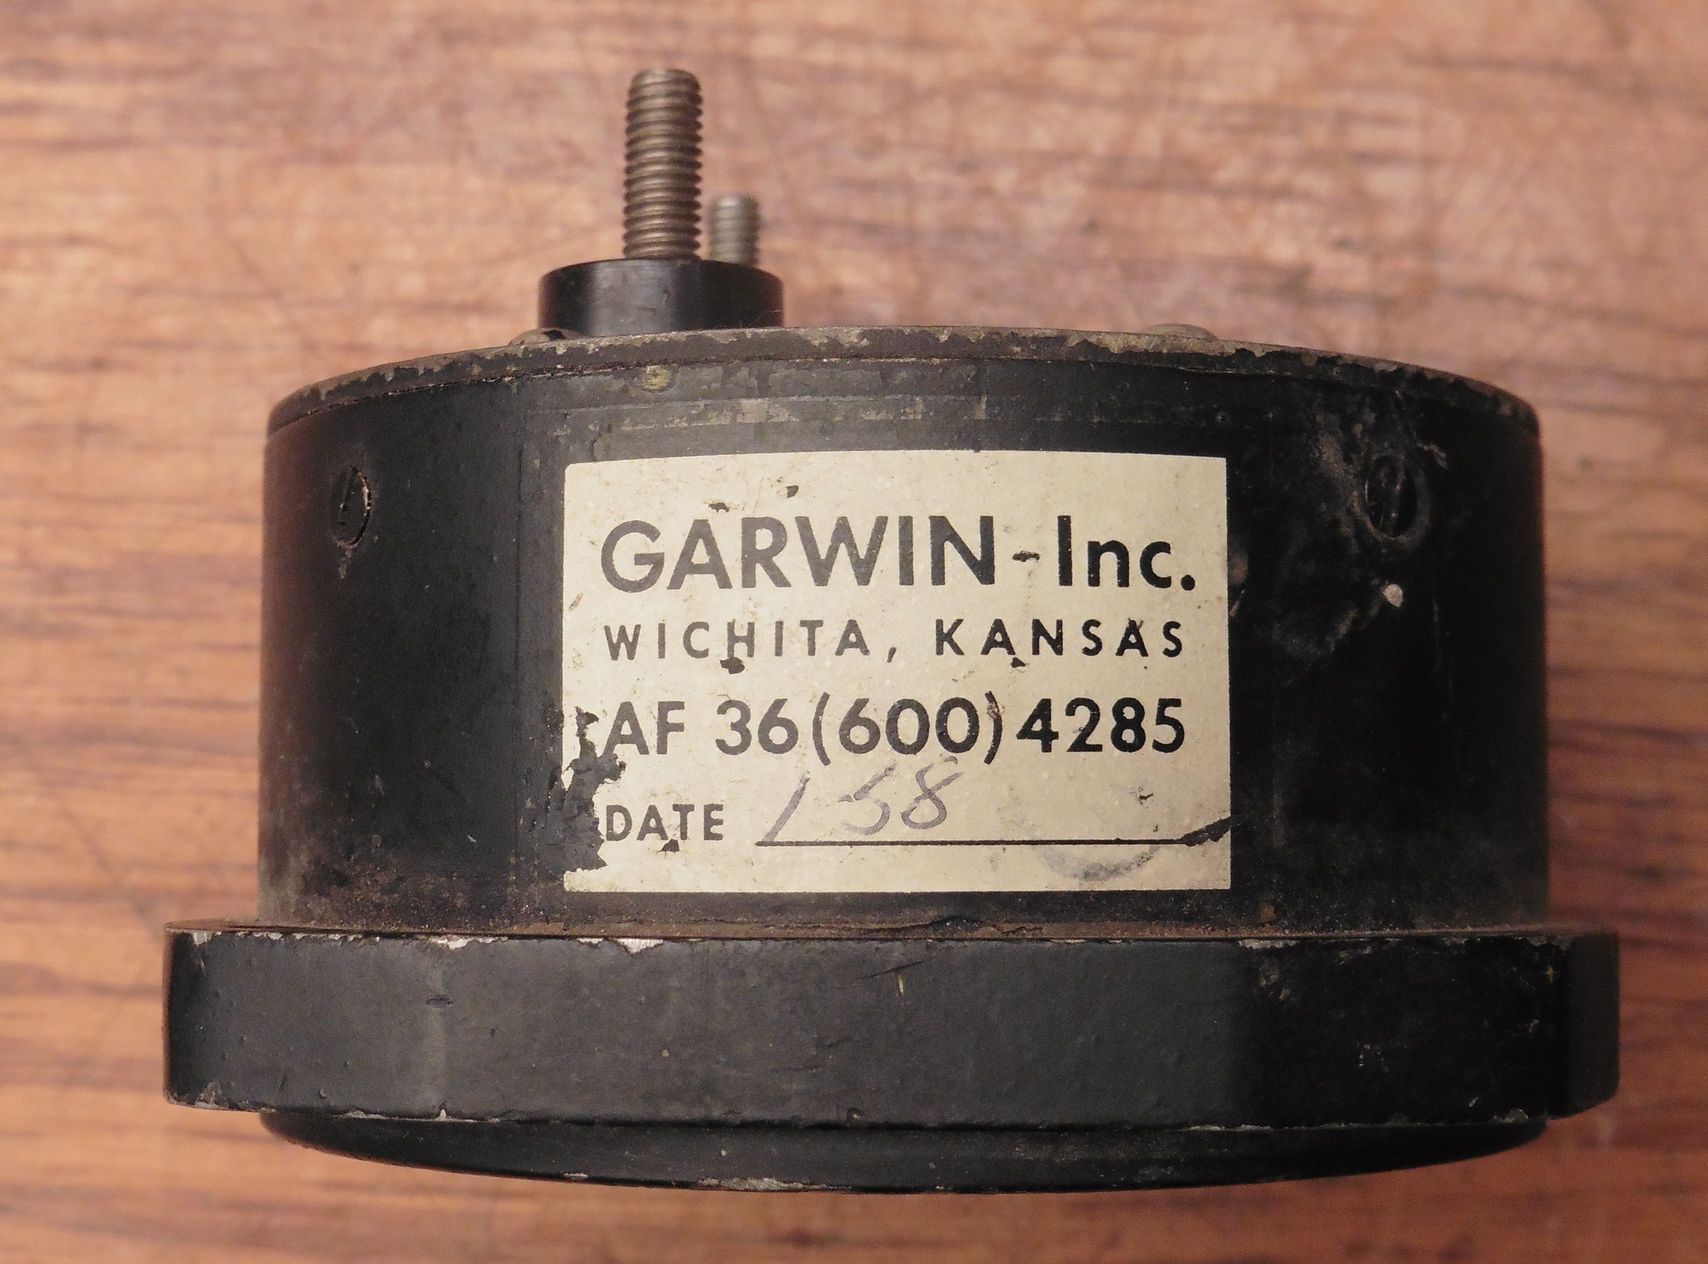 GARWIN-Inc.
WICHITA, KANSAS
AF 36(600)4285
DATE 1-58